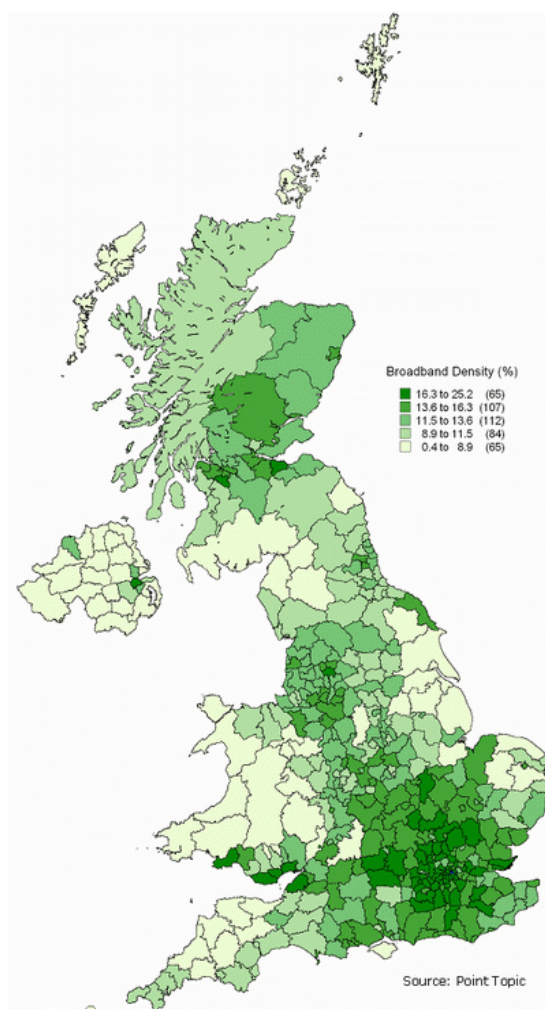 Broadband Density (%)
16.3 to 25.2 (65)
13.6 to 16.3 (107)
11.5 to 13.6 (112)
8.9 to 11.5 (84)
0.4 to 8.9 (65)
Source: Point Topic